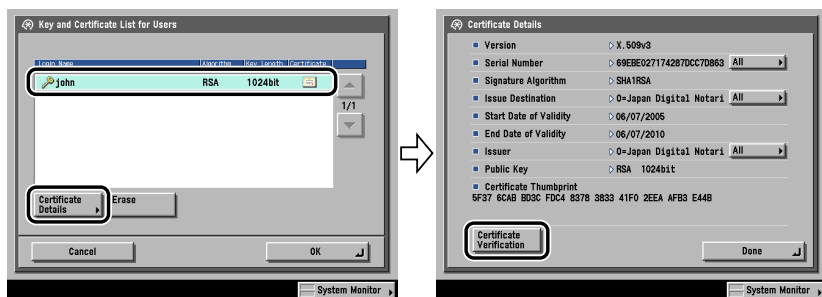 Key and Certificate List for Users
Login Name Algorithm Key Length Certificate
john RSA 1024bit
1/1
Certificate Details
Erase
Cancel
OK
System Monitor
Certificate Details
Version X.509v3
Serial Number 69EBE027174287DCC7D863 All
Signature Algorithm SHA1RSA
Issue Destination O=Japan Digital Notari All
Start Date of Validity 06/07/2005
End Date of Validity 06/07/2010
Issuer O=Japan Digital Notari All
Public Key RSA 1024bit
Certificate Thumbprint
5F37 6CAB BD3C FDC4 8378 3833 41F0 2EEA AFB3 E44B
Certificate
Verification
Done
System Monitor